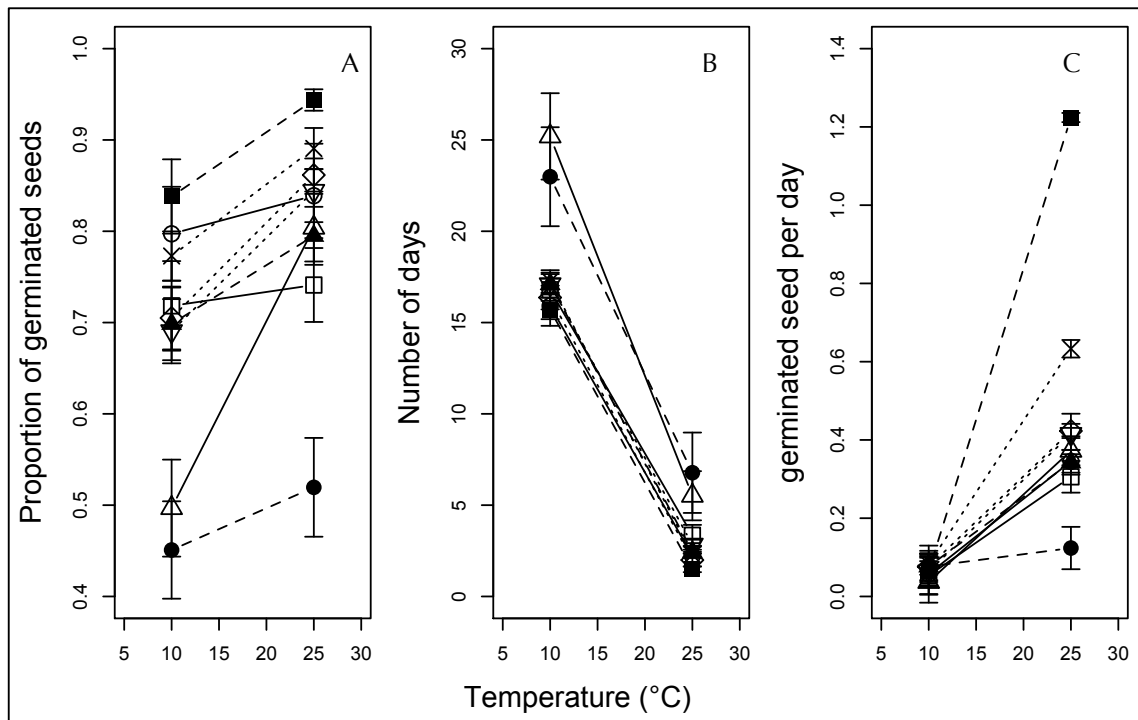 A
B
C
Proportion of germinated seeds
1.0
0.9
0.8
0.7
0.6
0.5
0.4
5 10 15 20 25 30
Number of days
30
25
20
15
10
5
0
5 10 15 20 25 30
germinated seed per day
1.4
1.2
1.0
0.8
0.6
0.4
0.2
0.0
5 10 15 20 25 30
Temperature (°C)